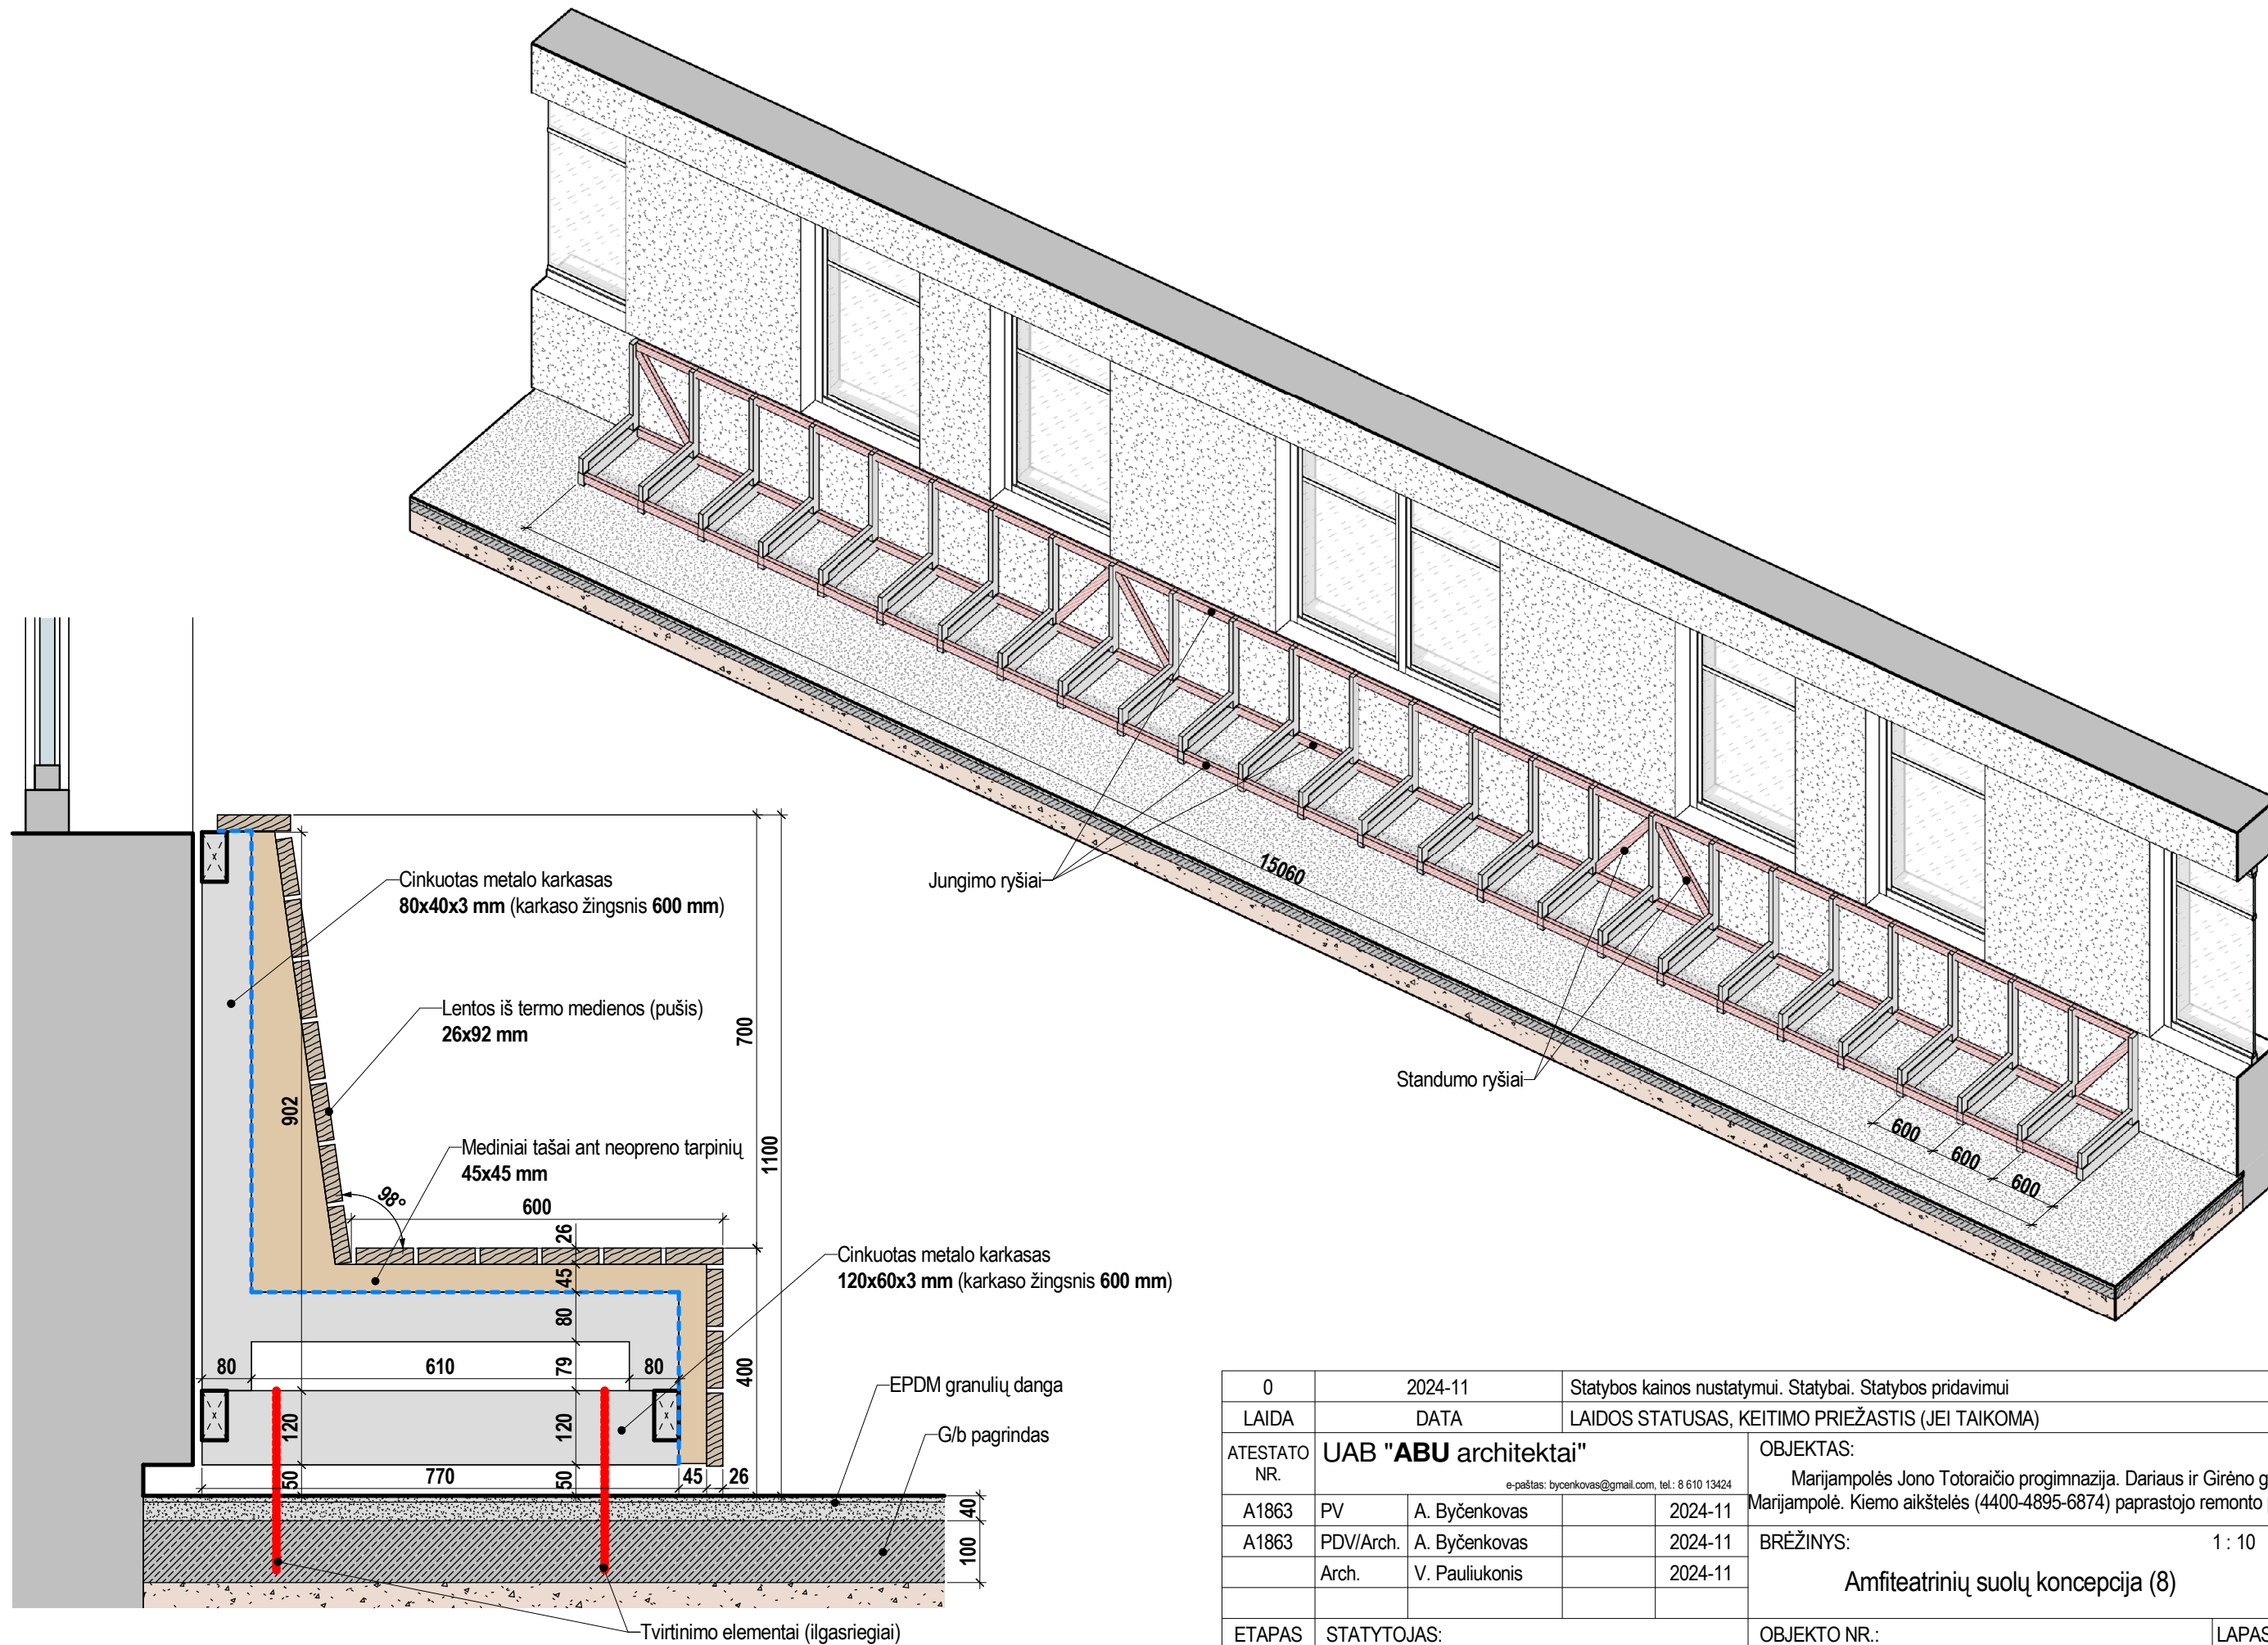 15060
Jungimo ryšiai
Standumo ryšiai
600
600
600
Cinkuotas metalo karkasas
80x40x3 mm (karkaso žingsnis 600 mm)
Lentos iš termo medienos (pušis)
26x92 mm
Mediniai tašai ant neopreno tarpinių
45x45 mm
Cinkuotas metalo karkasas
120x60x3 mm (karkaso žingsnis 600 mm)
EPDM granulių danga
G/b pagrindas
Tvirtinimo elementai (ilgasriegiai)
902
700
1100
98°
600
26
45
80
79
400
80
610
80
120
120
50
770
50
45
26
40
100
0
2024-11
Statybos kainos nustatymui. Statybai. Statybos pridavimui
LAIDA
DATA
LAIDOS STATUSAS, KEITIMO PRIEŽASTIS (JEI TAIKOMA)
ATESTATO NR.
UAB "ABU architektai"
e-paštas: bycenkovas@gmail.com, tel.: 8 610 13424
OBJEKTAS:
Marijampolės Jono Totoraičio progimnazija. Dariaus ir Girėno g
Marijampolė. Kiemo aikštelės (4400-4895-6874) paprastojo remonto
A1863 PV A. Byčenkovas 2024-11
A1863 PDV/Arch. A. Byčenkovas 2024-11
Arch. V. Pauliukonis 2024-11
BRĖŽINYS:
1 : 10
Amfiteatrinių suolų koncepcija (8)
ETAPAS
STATYTOJAS:
OBJEKTO NR.:
LAPAS